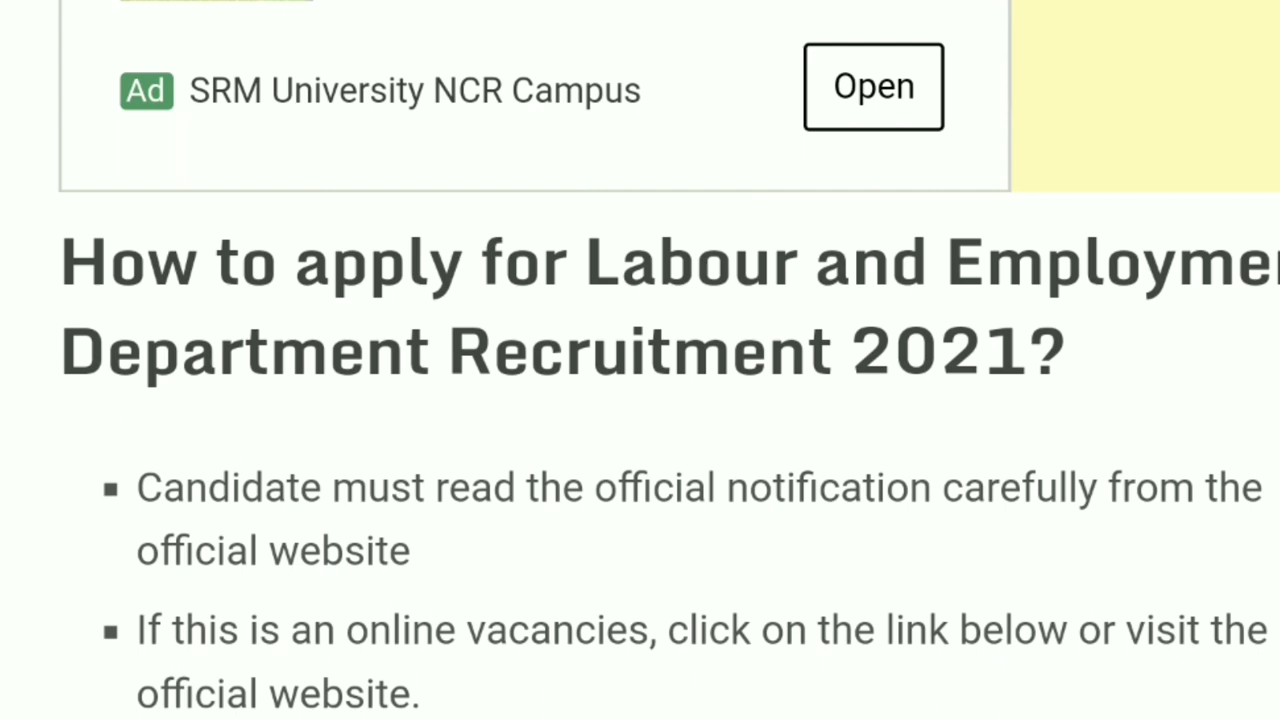 Ad SRM University NCR Campus
Open
How to apply for Labour and Employme
Department Recruitment 2021?
▪ Candidate must read the official notification carefully from the
official website
▪ If this is an online vacancies, click on the link below or visit the
official website.